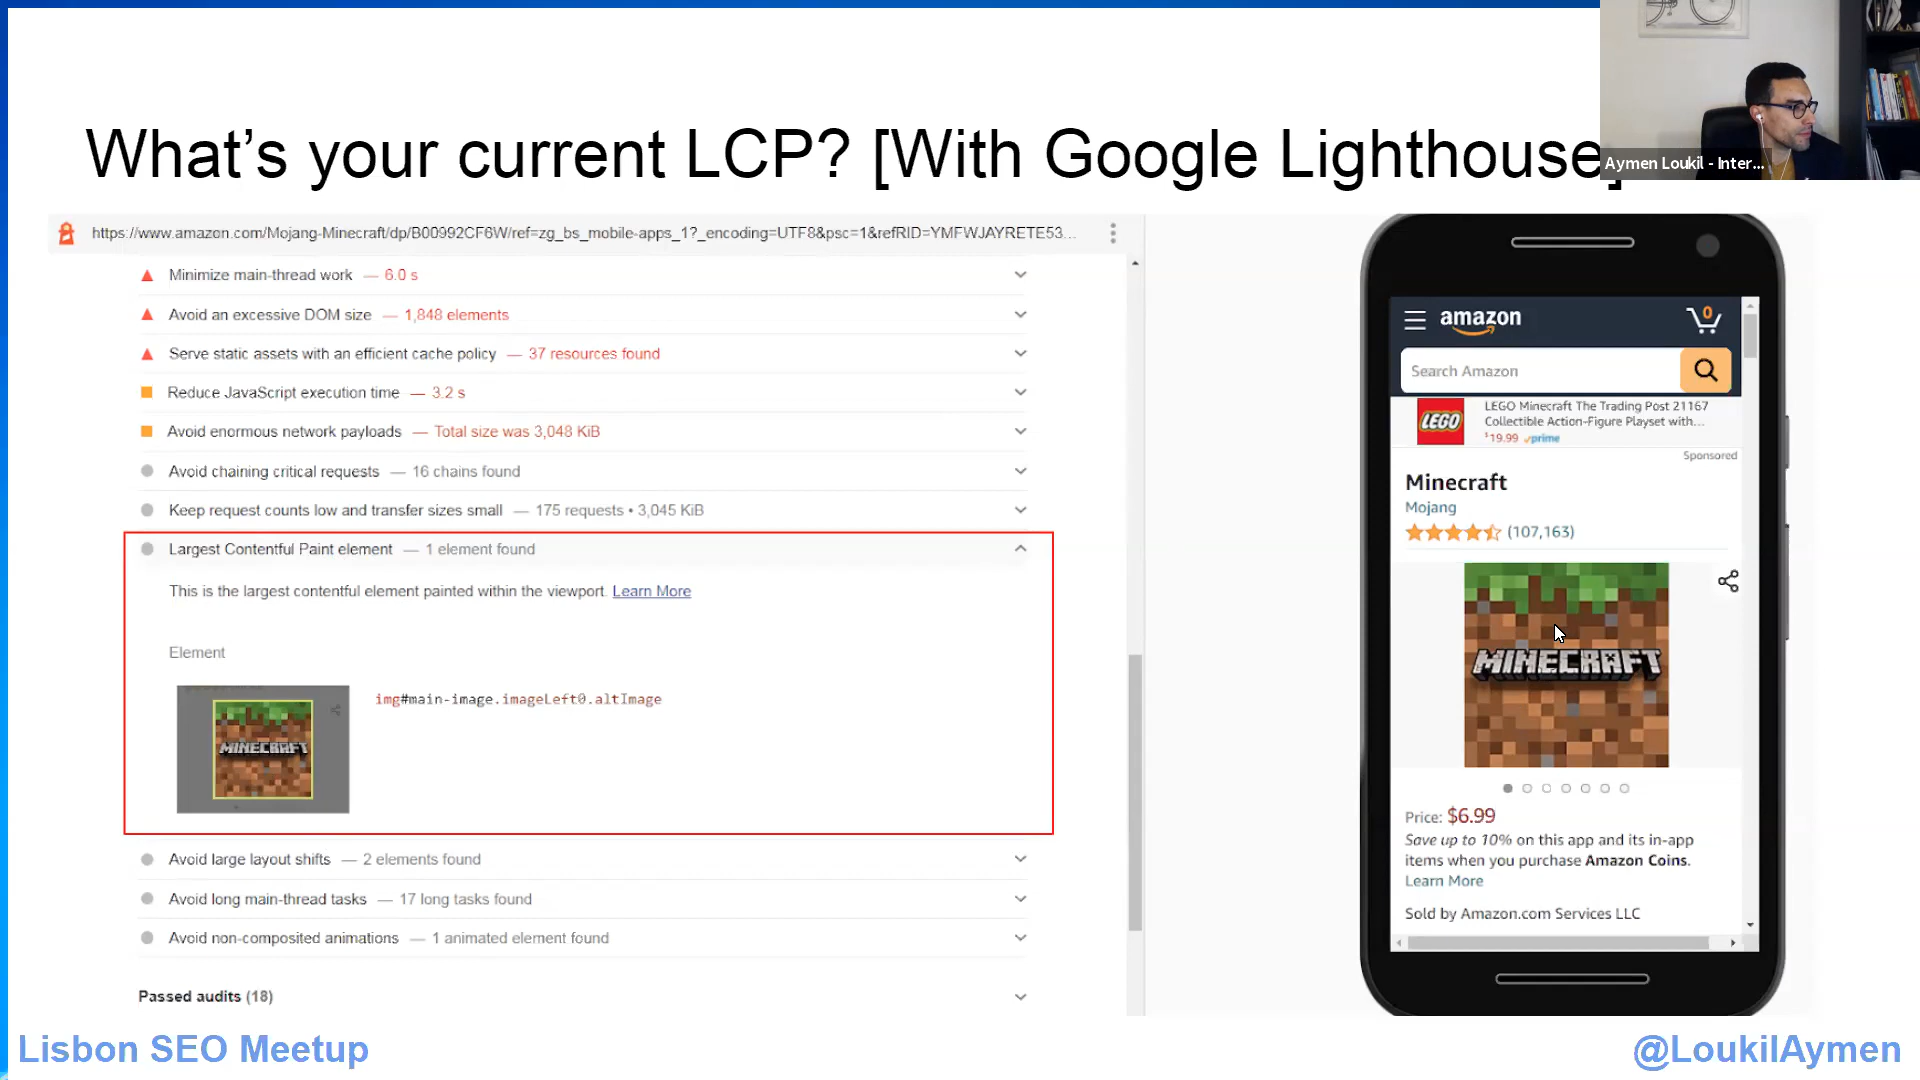 Aymen Loukil - Inter...
What's your current LCP? [With Google Lighthouse]
https://www.amazon.com/Mojang-Minecraft/dp/B00992CF6W/ref=zg_bs_mobile-apps_1?_encoding=UTF8&psc=1&refRID=YMFWJAYRETE53...
Minimize main-thread work — 6.0 s
Avoid an excessive DOM size — 1,848 elements
Serve static assets with an efficient cache policy — 37 resources found
Reduce JavaScript execution time — 3.2 s
Avoid enormous network payloads — Total size was 3,048 KiB
Avoid chaining critical requests — 16 chains found
Keep request counts low and transfer sizes small — 175 requests • 3,045 KiB
Largest Contentful Paint element — 1 element found
This is the largest contentful element painted within the viewport. Learn More
Element
MINECRAFT
img#main-image.imageLeft0.altImage
Avoid large layout shifts — 2 elements found
Avoid long main-thread tasks — 17 long tasks found
Avoid non-composited animations — 1 animated element found
Passed audits (18)
amazon
0
Search Amazon
LEGO
LEGO Minecraft The Trading Post 21167
Collectible Action-Figure Playset with...
$19.99 prime
Sponsored
Minecraft
Mojang
(107,163)
MINECRAFT
Price: $6.99
Save up to 10% on this app and its in-app
items when you purchase Amazon Coins.
Learn More
Sold by Amazon.com Services LLC
Lisbon SEO Meetup
@LoukilAymen